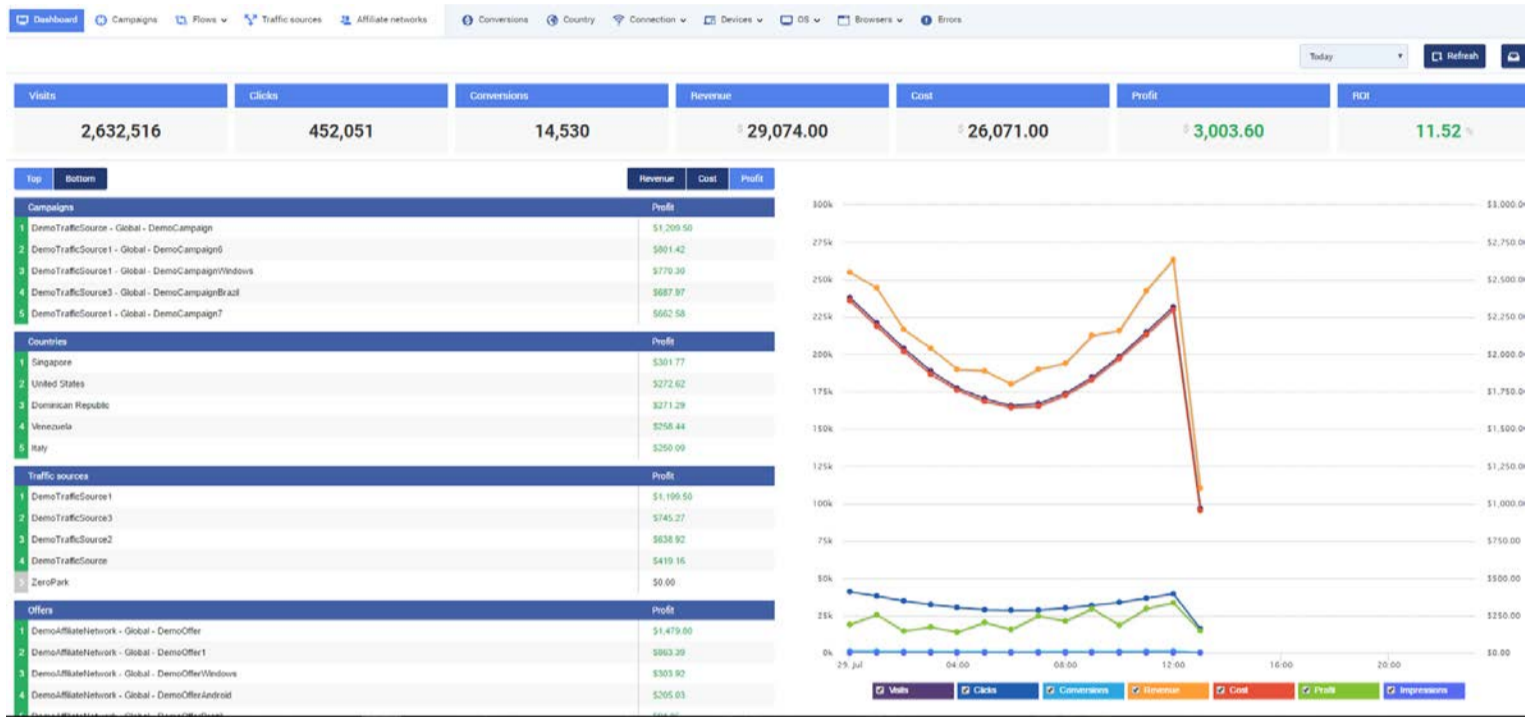 Dashboard Campaigns Flows Traffic sources Affiliate networks Conversions Country Connection Devices OS Browsers Errors
Today Refresh
Visits Clicks Conversions Revenue Cost Profit ROI
2,632,516 452,051 14,530 $ 29,074.00 $ 26,071.00 $ 3,003.60 11.52 %
Top Bottom Revenue Cost Profit
Campaigns Profit
1 DemoTrafficSource - Global - DemoCampaign $1,209.50
2 DemoTrafficSource1 - Global - DemoCampaign6 $801.42
3 DemoTrafficSource1 - Global - DemoCampaignWindows $770.30
4 DemoTrafficSource3 - Global - DemoCampaignBrazil $687.97
5 DemoTrafficSource1 - Global - DemoCampaign7 $662.58
Countries Profit
1 Singapore $301.77
2 United States $272.62
3 Dominican Republic $271.29
4 Venezuela $258.44
5 Italy $250.09
Traffic sources Profit
1 DemoTrafficSource1 $1,199.50
2 DemoTrafficSource3 $745.27
3 DemoTrafficSource2 $638.92
4 DemoTrafficSource $419.16
5 ZeroPark $0.00
Offers Profit
1 DemoAffiliateNetwork - Global - DemoOffer $1,479.80
2 DemoAffiliateNetwork - Global - DemoOffer1 $863.39
3 DemoAffiliateNetwork - Global - DemoOfferWindows $303.92
4 DemoAffiliateNetwork - Global - DemoOfferAndroid $205.03
300k $3,000.00
275k $2,750.00
250k $2,500.00
225k $2,250.00
200k $2,000.00
175k $1,750.00
150k $1,500.00
125k $1,250.00
100k $1,000.00
75k $750.00
50k $500.00
25k $250.00
0k $0.00
29. Jul 04:00 08:00 12:00 16:00 20:00
Visits Clicks Conversions Revenue Cost Profit Impressions